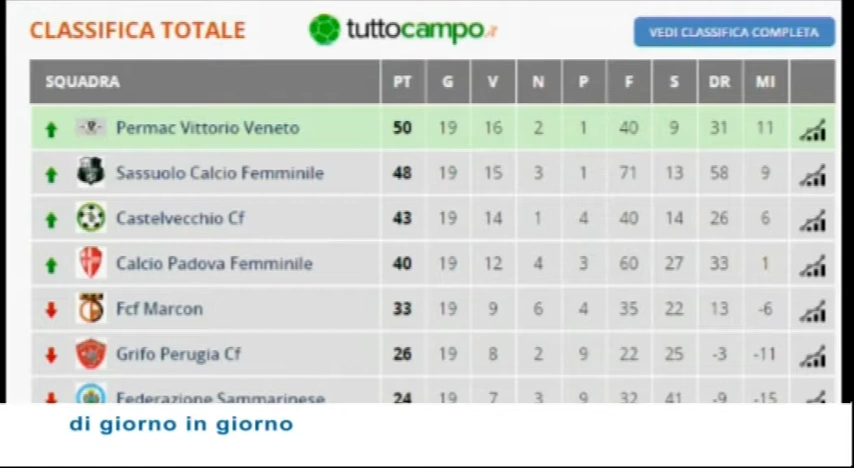 CLASSIFICA TOTALE tuttocampo.it VEDI CLASSIFICA COMPLETA
SQUADRA PT G V N P F S DR MI
Permac Vittorio Veneto 50 19 16 2 1 40 9 31 11
Sassuolo Calcio Femminile 48 19 15 3 1 71 13 58 9
Castelvecchio Cf 43 19 14 1 4 40 14 26 6
Calcio Padova Femminile 40 19 12 4 3 60 27 33 1
Fcf Marcon 33 19 9 6 4 35 22 13 -6
Grifo Perugia Cf 26 19 8 2 9 22 25 -3 -11
Federazione Sammarinese 24 19 7 3 9 32 41 -9 -15
di giorno in giorno